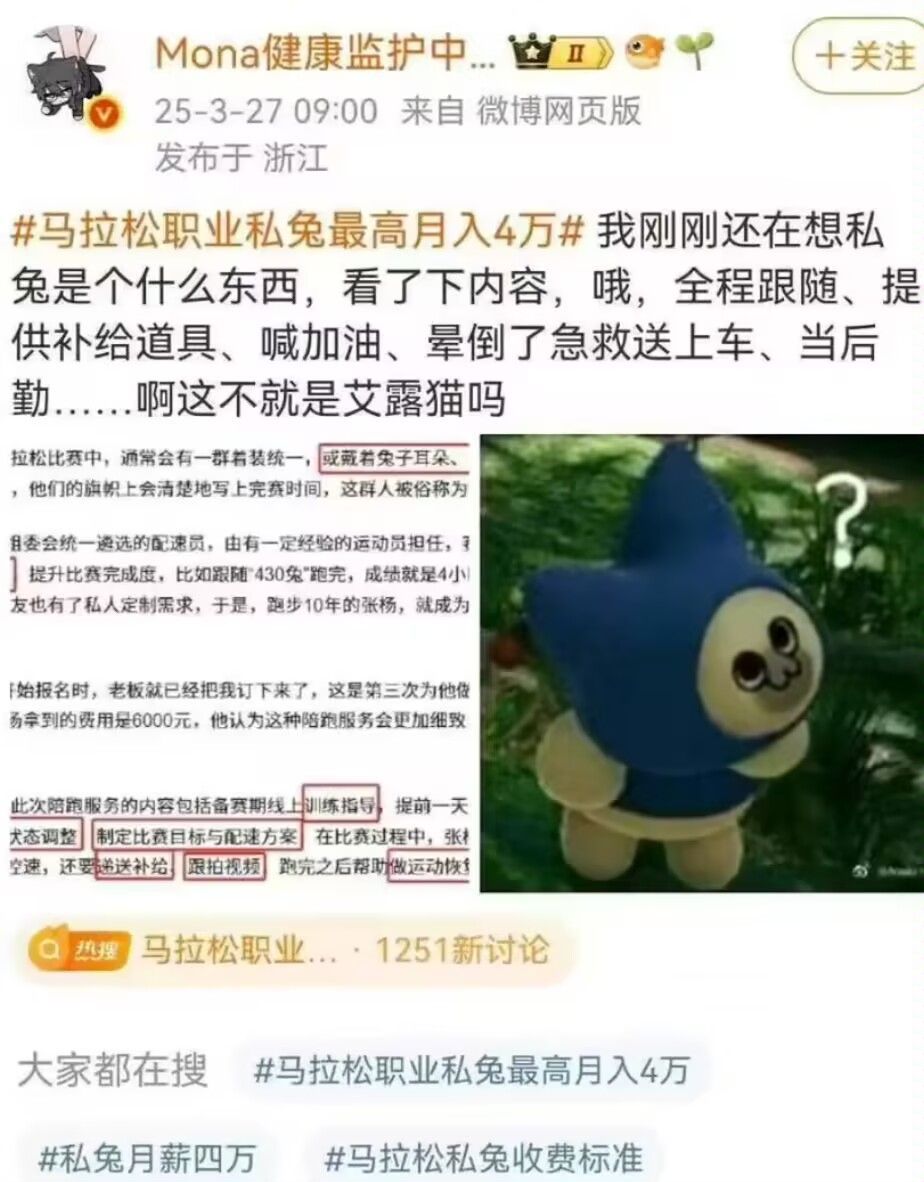 Mona健康监护中...
II
+关注
25-3-27 09:00 来自 微博网页版
发布于 浙江
#马拉松职业私兔最高月入4万# 我刚刚还在想私
兔是个什么东西，看了下内容，哦，全程跟随、提
供补给道具、喊加油、晕倒了急救送上车、当后
勤……啊这不就是艾露猫吗
拉松比赛中，通常会有一群着装统一，或戴着兔子耳朵、
，他们的旗帜上会清楚地写上完赛时间，这群人被俗称为
组委会统一遴选的配速员，由有一定经验的运动员担任，
提升比赛完成度，比如跟随“430兔”跑完，成绩就是4小
友也有了私人定制需求，于是，跑步10年的张杨，就成为
开始报名时，老板就已经把我订下来了，这是第三次为他做
杨拿到的费用是6000元，他认为这种陪跑服务会更加细致
此次陪跑服务的内容包括备赛期线上训练指导，提前一天
状态调整 制定比赛目标与配速方案 在比赛过程中，张
控速，还要递送补给 跟拍视频 跑完之后帮助做运动恢复
?
热搜 马拉松职业... · 1251新讨论
大家都在搜 #马拉松职业私兔最高月入4万
#私兔月薪四万 #马拉松私兔收费标准